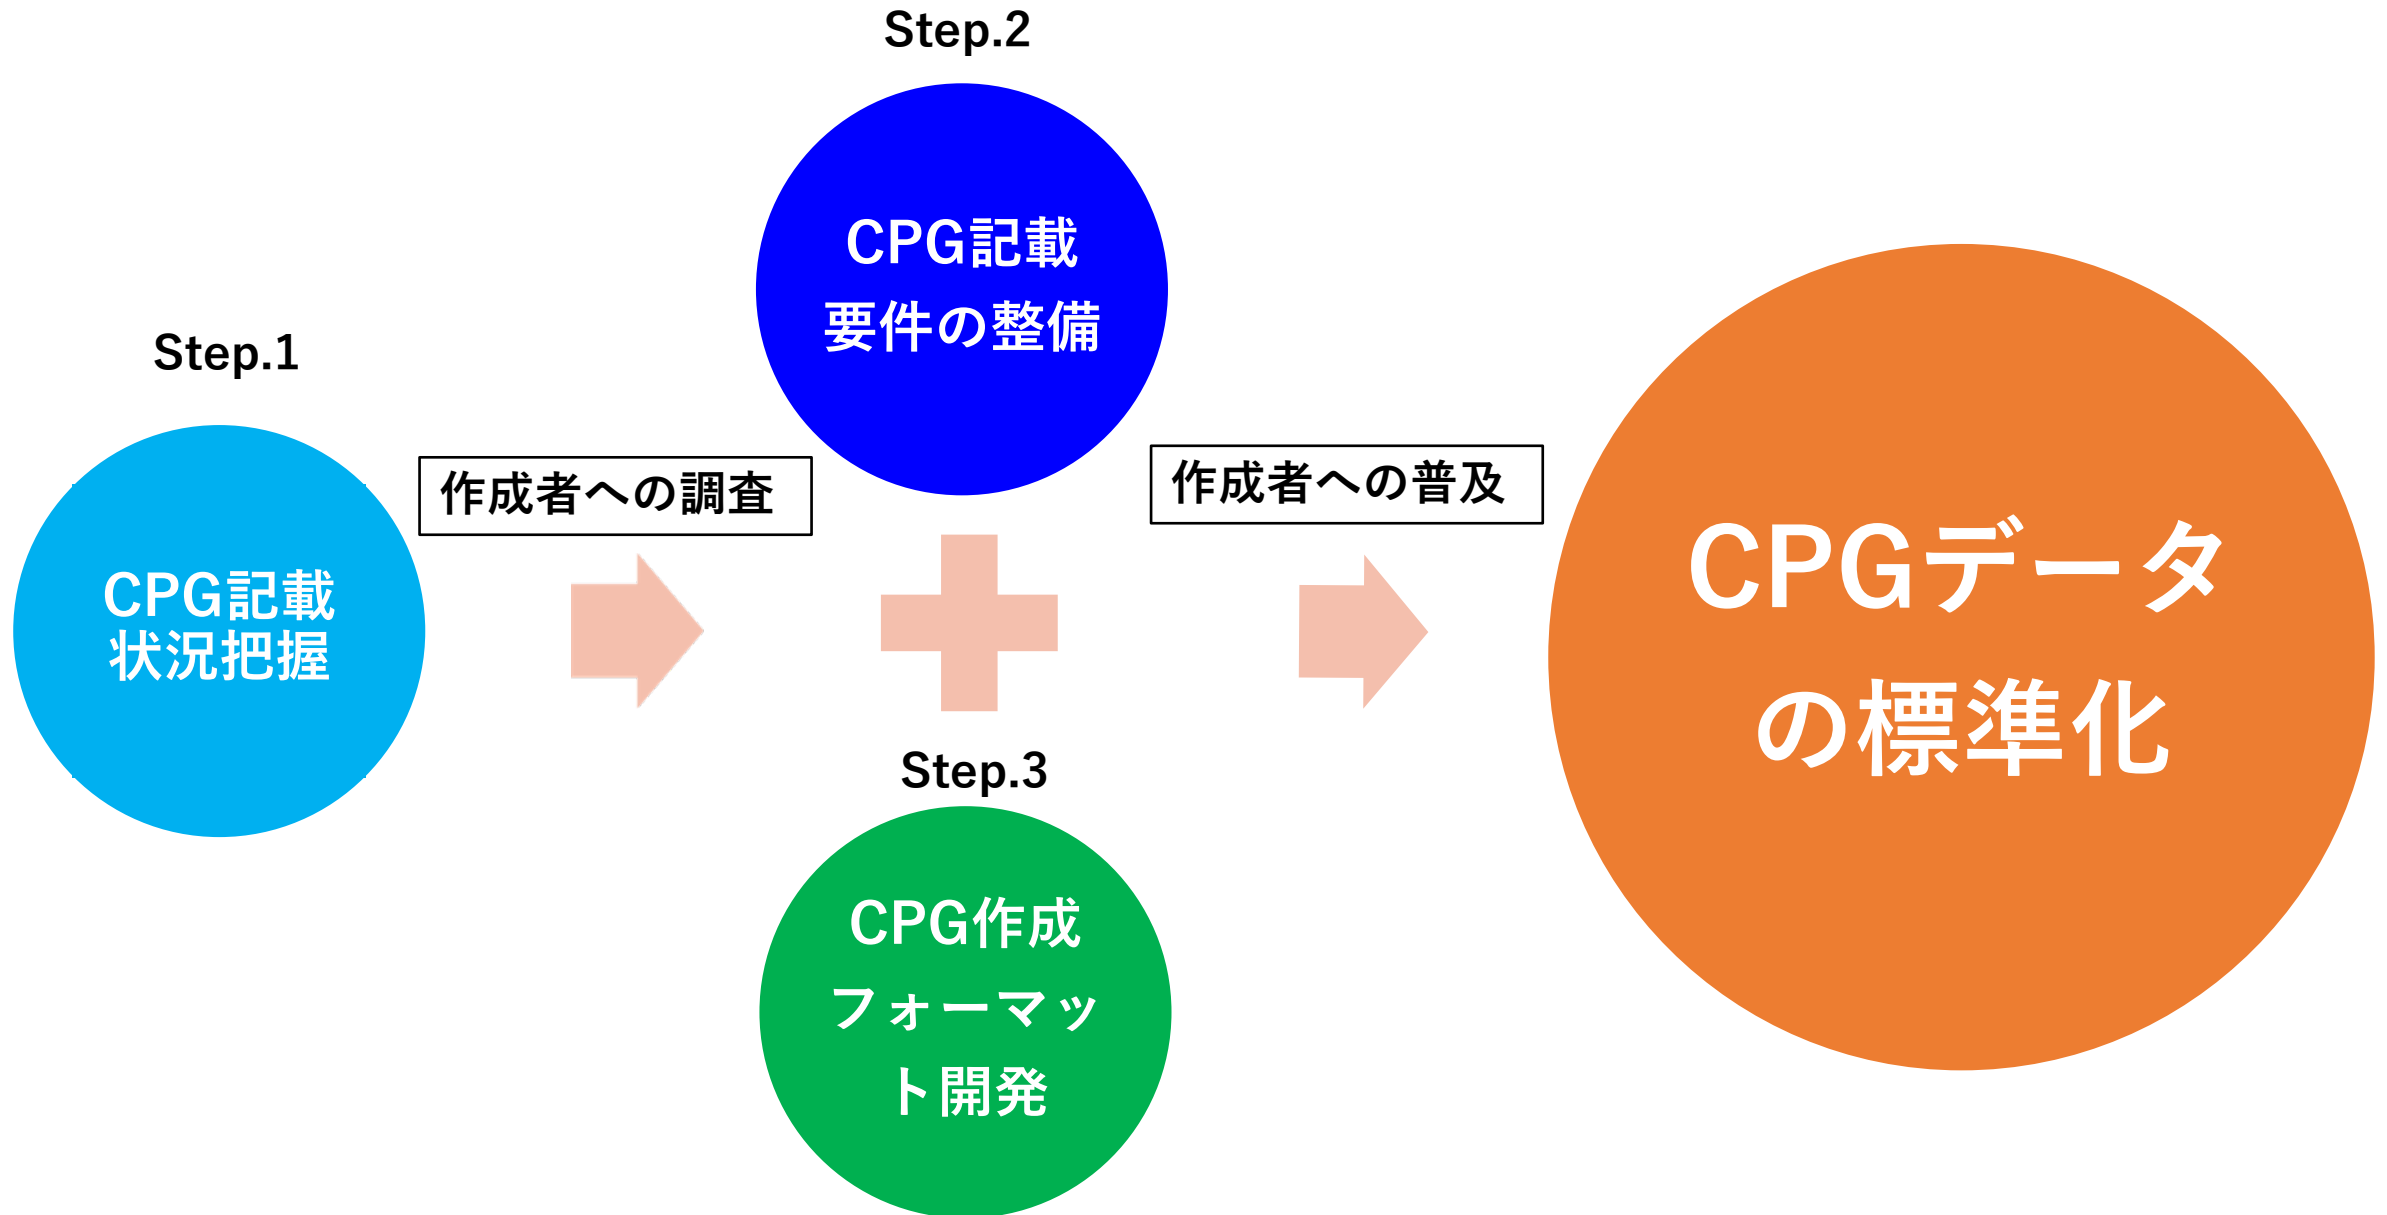 Step.1
CPG記載
状況把握
作成者への調査
Step.2
CPG記載
要件の整備
Step.3
CPG作成
フォーマッ
ト開発
作成者への普及
CPGデータ
の標準化